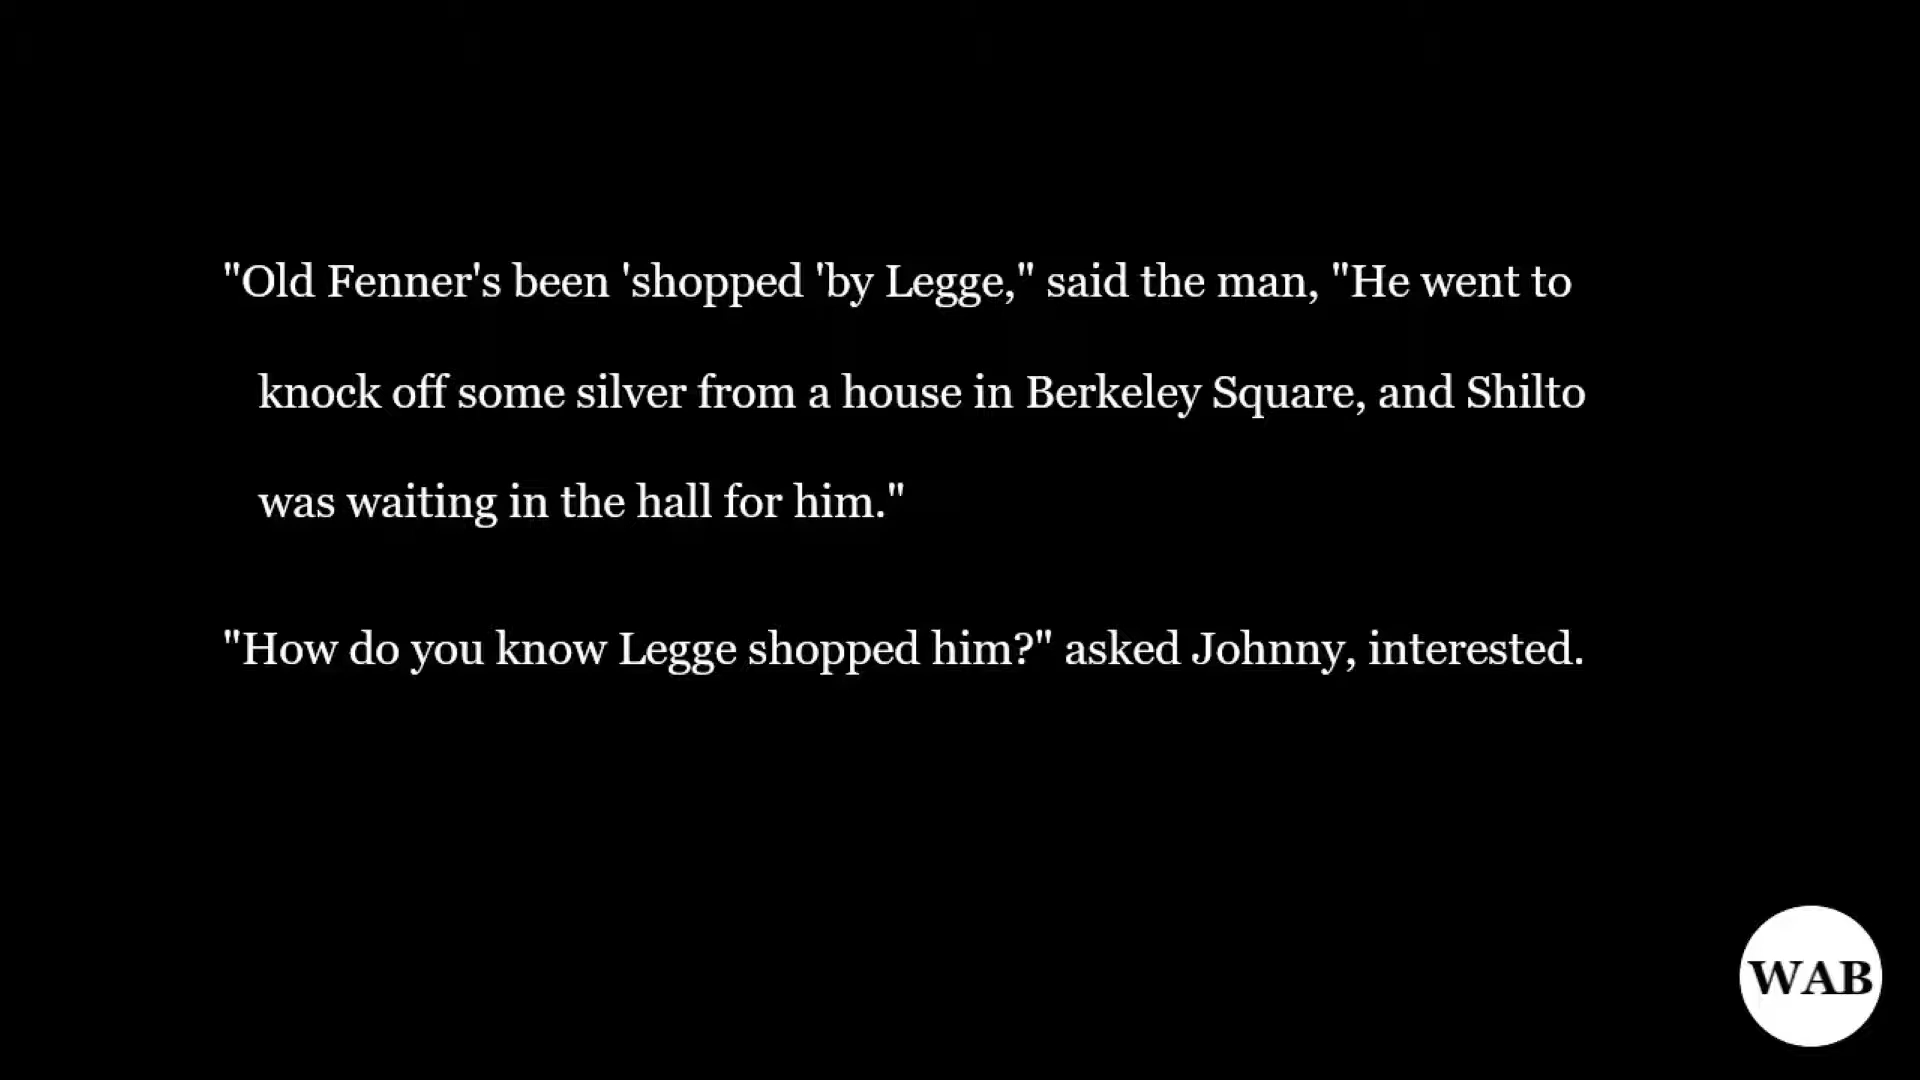 "Old Fenner's been 'shopped 'by Legge," said the man, "He went to
knock off some silver from a house in Berkeley Square, and Shilto
was waiting in the hall for him."
"How do you know Legge shopped him?" asked Johnny, interested.
WAB